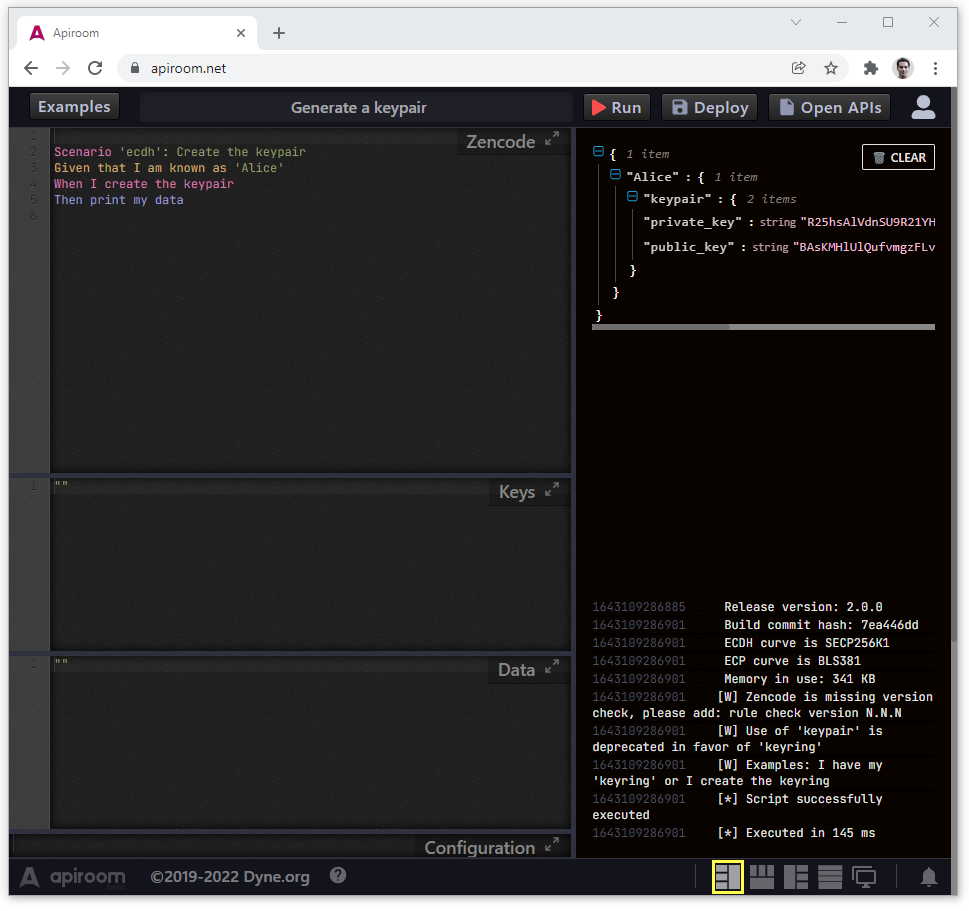 Apiroom
apiroom.net
Examples
Generate a keypair
Run
Deploy
Open APIs
Zencode
1
2 Scenario 'ecdh': Create the keypair
3 Given that I am known as 'Alice'
4 When I create the keypair
5 Then print my data
6
Keys
1 ""
Data
1 ""
Configuration
CLEAR
{ 1 item
"Alice" : { 1 item
"keypair" : { 2 items
"private_key" : string "R25hsAlVdnSU9R21YH
"public_key" : string "BAsKMHlUlQufvmgzFLv
}
}
}
1643109286885 Release version: 2.0.0
1643109286901 Build commit hash: 7ea446dd
1643109286901 ECDH curve is SECP256K1
1643109286901 ECP curve is BLS381
1643109286901 Memory in use: 341 KB
1643109286901 [W] Zencode is missing version
check, please add: rule check version N.N.N
1643109286901 [W] Use of 'keypair' is
deprecated in favor of 'keyring'
1643109286901 [W] Examples: I have my
'keyring' or I create the keyring
1643109286901 [*] Script successfully
executed
1643109286901 [*] Executed in 145 ms
apiroom
©2019-2022 Dyne.org